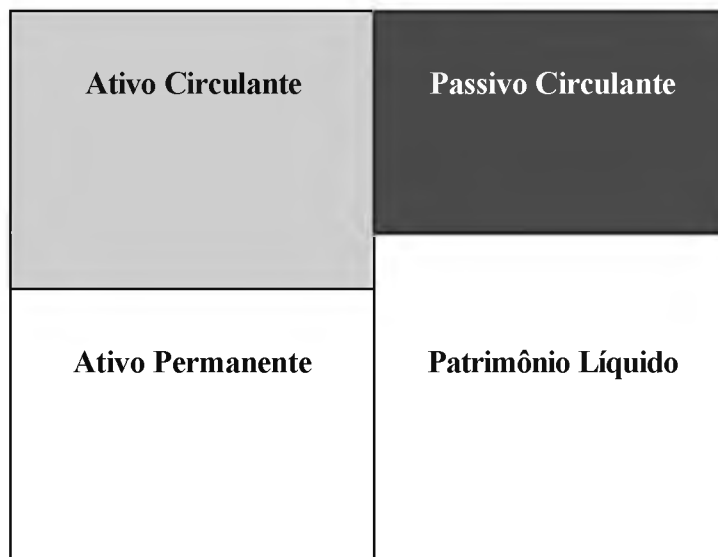 Ativo Circulante
Passivo Circulante
Ativo Permanente
Patrimônio Líquido